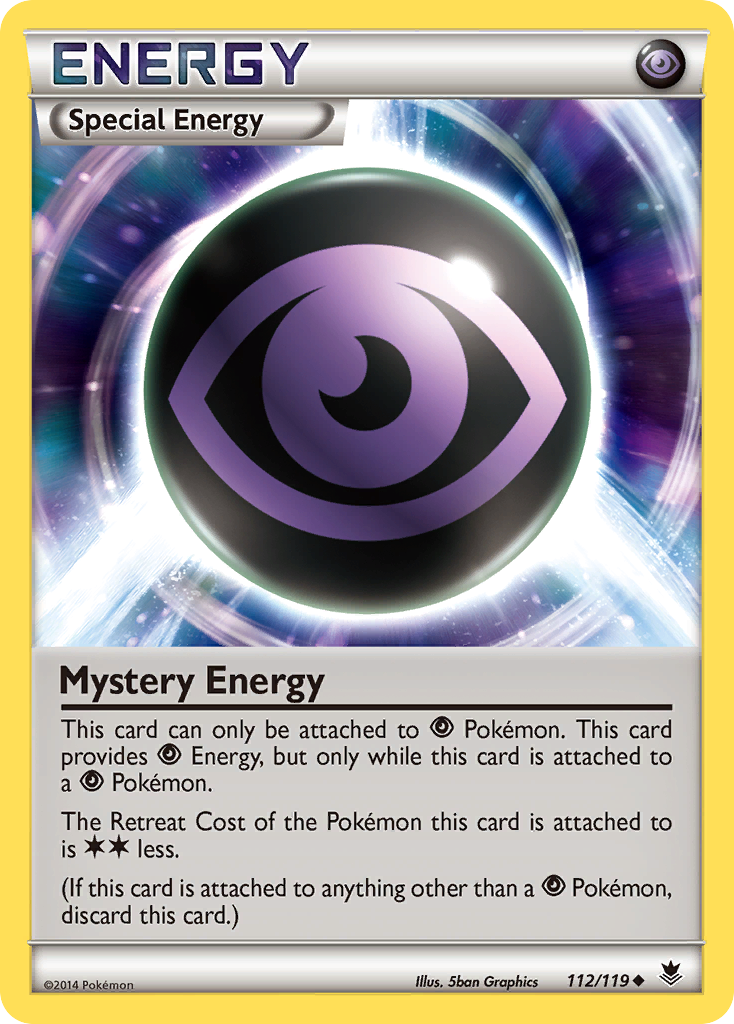 ENERGY
Special Energy
Mystery Energy
This card can only be attached to Pokémon. This card
provides Energy, but only while this card is attached to
a Pokémon.
The Retreat Cost of the Pokémon this card is attached to
is less.
(If this card is attached to anything other than a Pokémon,
discard this card.)
©2014 Pokémon
Illus. 5ban Graphics
112/119